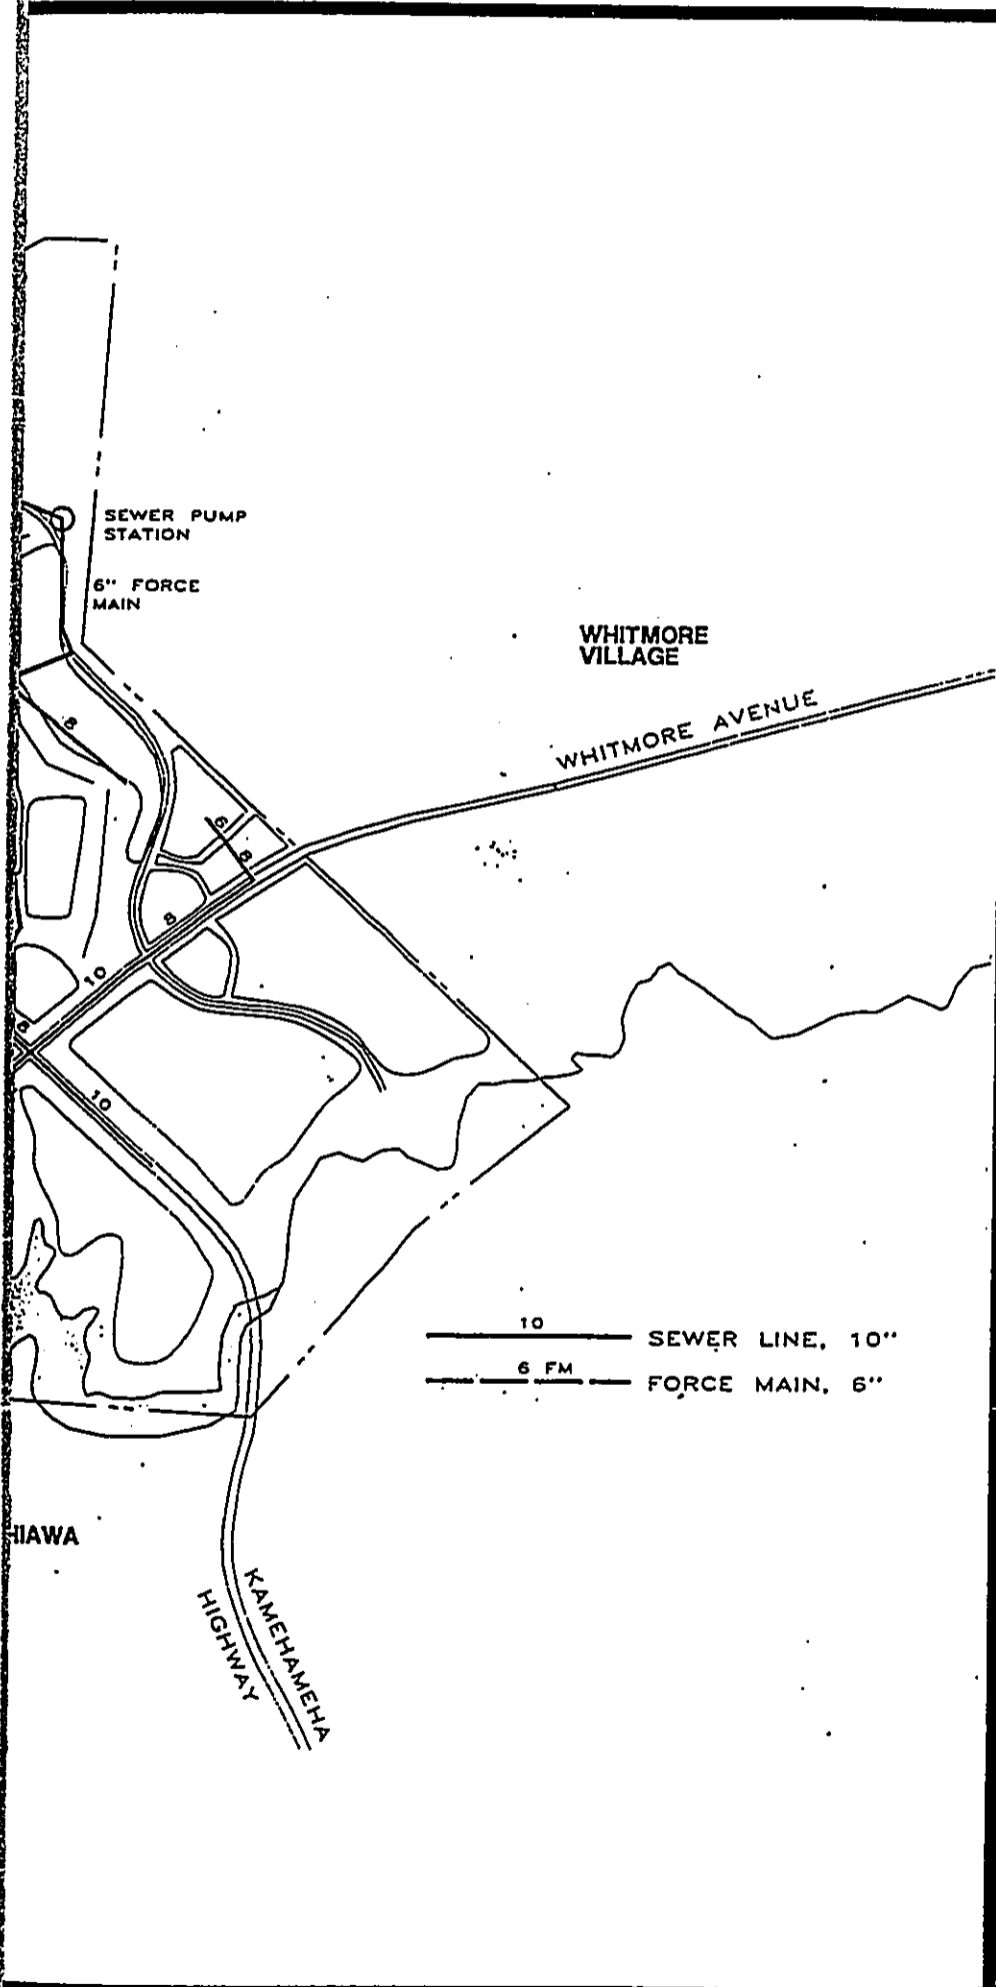 SEWER PUMP
STATION
6" FORCE
MAIN
WHITMORE
VILLAGE
WHITMORE AVENUE
8
6
8
8
10
8
10
10
SEWER LINE, 10"
6 FM
FORCE MAIN, 6"
HIAWA
KAMEHAMEHA
HIGHWAY